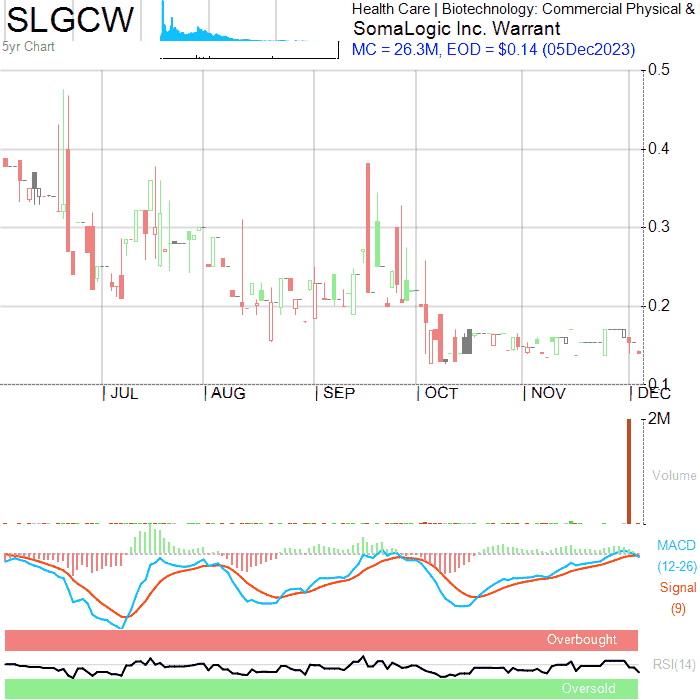 SLGCW
5yr Chart
Health Care | Biotechnology: Commercial Physical &
SomaLogic Inc. Warrant
MC = 26.3M, EOD = $0.14 (05Dec2023)
0.5
0.4
0.3
0.2
0.1
JUL AUG SEP OCT NOV DEC
2M
Volume
MACD
(12-26)
Signal
(9)
Overbought
RSI(14)
Oversold